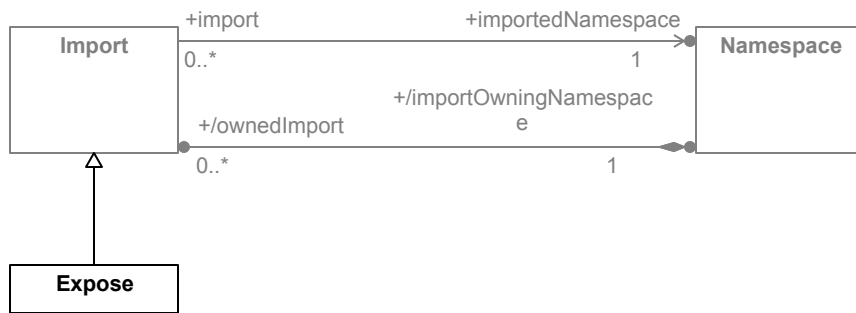 +import
+importedNamespace
Import
Namespace
0..*
1
+/importOwningNamespac
e
+/ownedImport
0..*
1
Expose